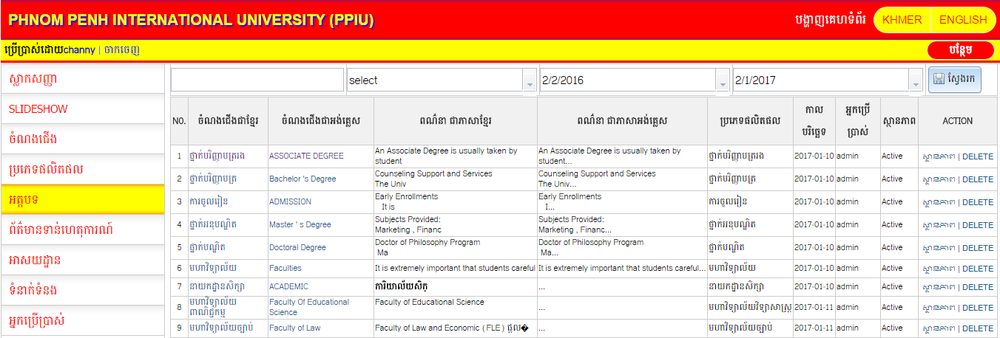 PHNOM PENH INTERNATIONAL UNIVERSITY (PPIU) បង្ហាញគេហទំព័រ KHMER ENGLISH
ប្រើប្រាស់ដោយchanny | ចាកចេញ បន្ថែម
ស្លាកសញ្ញា
SLIDESHOW
ចំណងជើង
ប្រភេទផលិតផល
អត្តបទ
ព័ត៌មានទាន់ហេតុការណ៍
អាសយដ្ឋាន
ទំនាក់ទំនង
អ្នកប្រើប្រាស់
select 2/2/2016 2/1/2017 ស្វែងរក
NO. ចំណងជើងជាខ្មែរ ចំណងជើងជាអង់គ្លេស ពណ៌នា ជាភាសាខ្មែរ ពណ៌នា ជាភាសាអង់គ្លេស ប្រភេទផលិតផល កាល អ្នកប្រើ ស្ថានភាព ACTION
បរិច្ឆេទ ប្រាស់
1 ថ្នាក់បរិញ្ញាបត្ររង ASSOCIATE DEGREE An Associate Degree is usually taken by An Associate Degree is usually taken by ថ្នាក់បរិញ្ញាបត្ររង 2017-01-10 admin Active ស្ថានភាព | DELETE
student student...
2 ថ្នាក់បរិញ្ញាបត្រ Bachelor 's Degree Counseling Support and Services Counseling Support and Services ថ្នាក់បរិញ្ញាបត្រ 2017-01-10 admin Active ស្ថានភាព | DELETE
The Univ The Univ...
3 ការចូលរៀន ADMISSION Early Enrollments Early Enrollments ការចូលរៀន 2017-01-10 admin Active ស្ថានភាព | DELETE
It is I...
4 ថ្នាក់អនុបណ្ឌិត Master ' s Degree Subjects Provided: Subjects Provided: ថ្នាក់អនុបណ្ឌិត 2017-01-10 admin Active ស្ថានភាព | DELETE
Marketing , Financ Marketing , Financ...
5 ថ្នាក់បណ្ឌិត Doctoral Degree Doctor of Philosophy Program Doctor of Philosophy Program ថ្នាក់បណ្ឌិត 2017-01-10 admin Active ស្ថានភាព | DELETE
Ma Ma...
6 មហាវិទ្យាល័យ Faculties It is extremely important that students careful It is extremely important that students careful... មហាវិទ្យាល័យ 2017-01-10 admin Active ស្ថានភាព | DELETE
7 នាយកដ្ឋានសិក្សា ACADEMIC ការិយាល័យសិក្ ... នាយកដ្ឋានសិក្សា 2017-01-10 admin Active ស្ថានភាព | DELETE
8 មហាវិទ្យាល័យ Faculty Of Educational Faculty of Educational Science ... មហាវិទ្យាល័យវិទ្យាសាស្ត្រ 2017-01-11 admin Active ស្ថានភាព | DELETE
ពាណិជ្ជកម្ម Science
9 មហាវិទ្យាល័យច្បាប់ Faculty of Law Faculty of Law and Economic ( FLE ) ផ្តល� ... មហាវិទ្យាល័យច្បាប់ 2017-01-11 admin Active ស្ថានភាព | DELETE